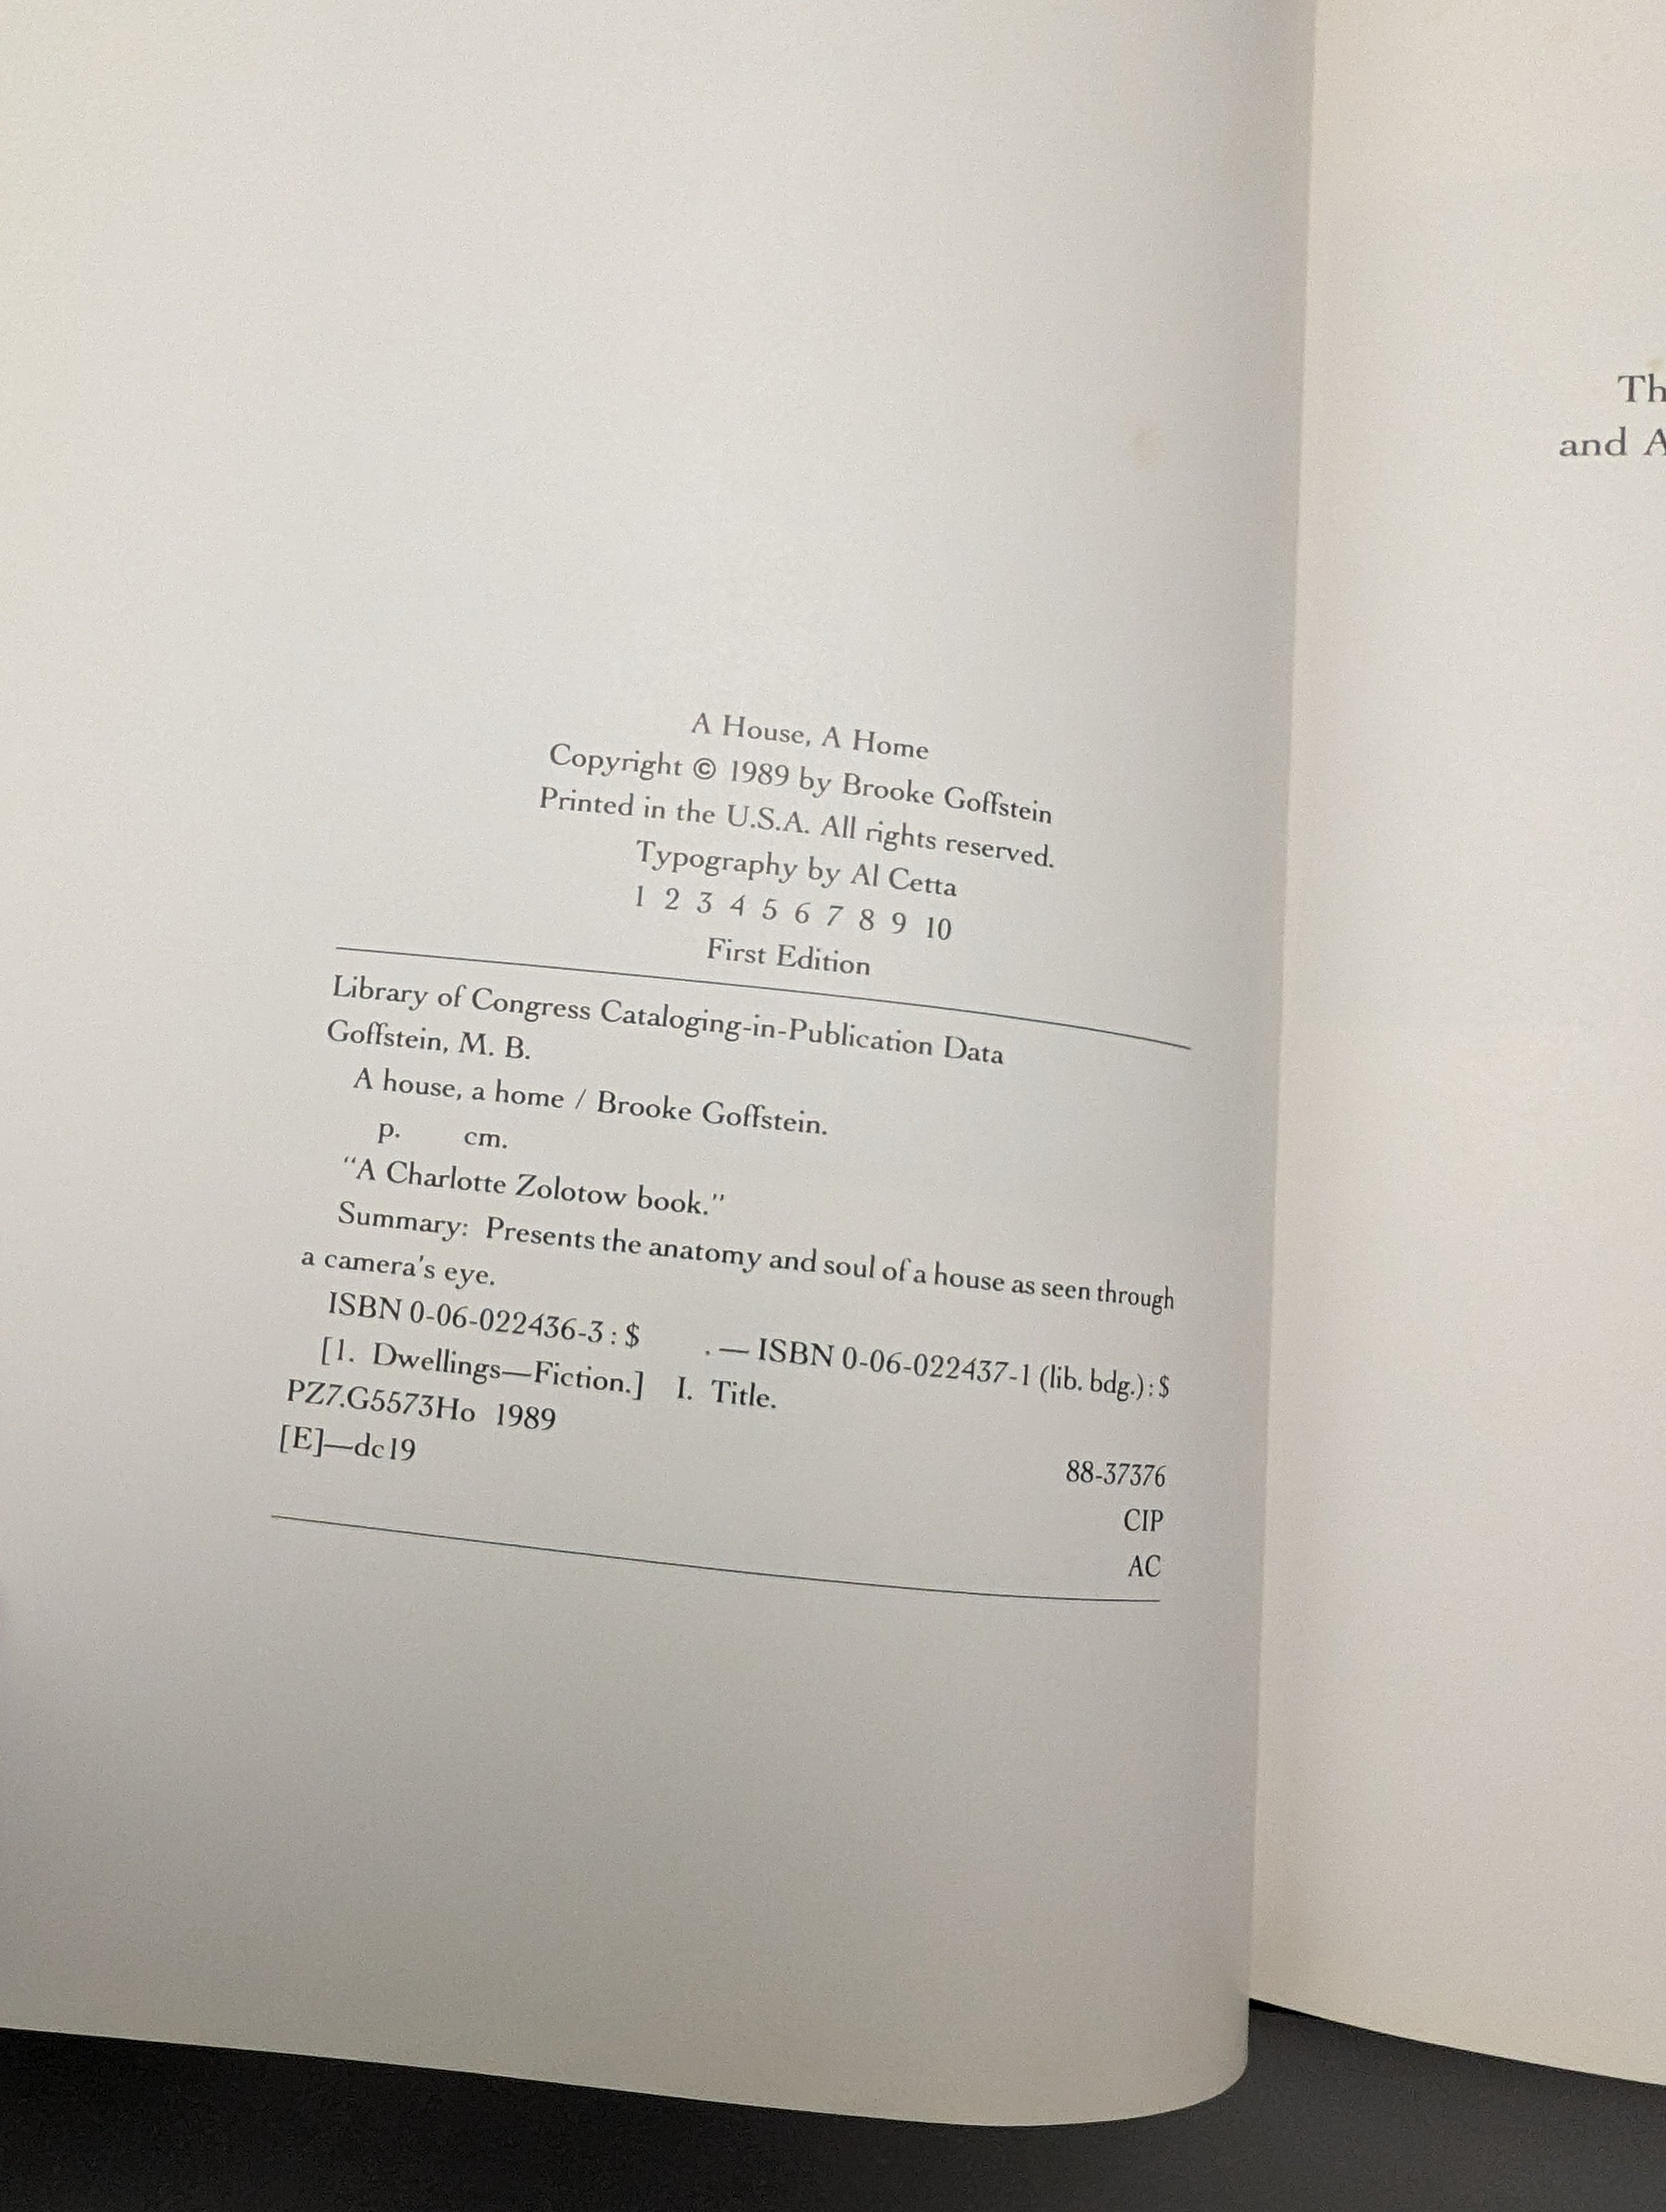 A House, A Home
Copyright © 1989 by Brooke Goffstein
Printed in the U.S.A. All rights reserved.
Typography by Al Cetta
1 2 3 4 5 6 7 8 9 10
First Edition
Library of Congress Cataloging-in-Publication Data
Goffstein, M. B.
A house, a home / Brooke Goffstein.
p. cm.
"A Charlotte Zolotow book."
Summary: Presents the anatomy and soul of a house as seen through
a camera's eye.
ISBN 0-06-022436-3 : $ . — ISBN 0-06-022437-1 (lib. bdg.) : $
[1. Dwellings—Fiction.] I. Title.
PZ7.G5573Ho 1989
[E]—dc19
88-37376
CIP
AC
Th
and A